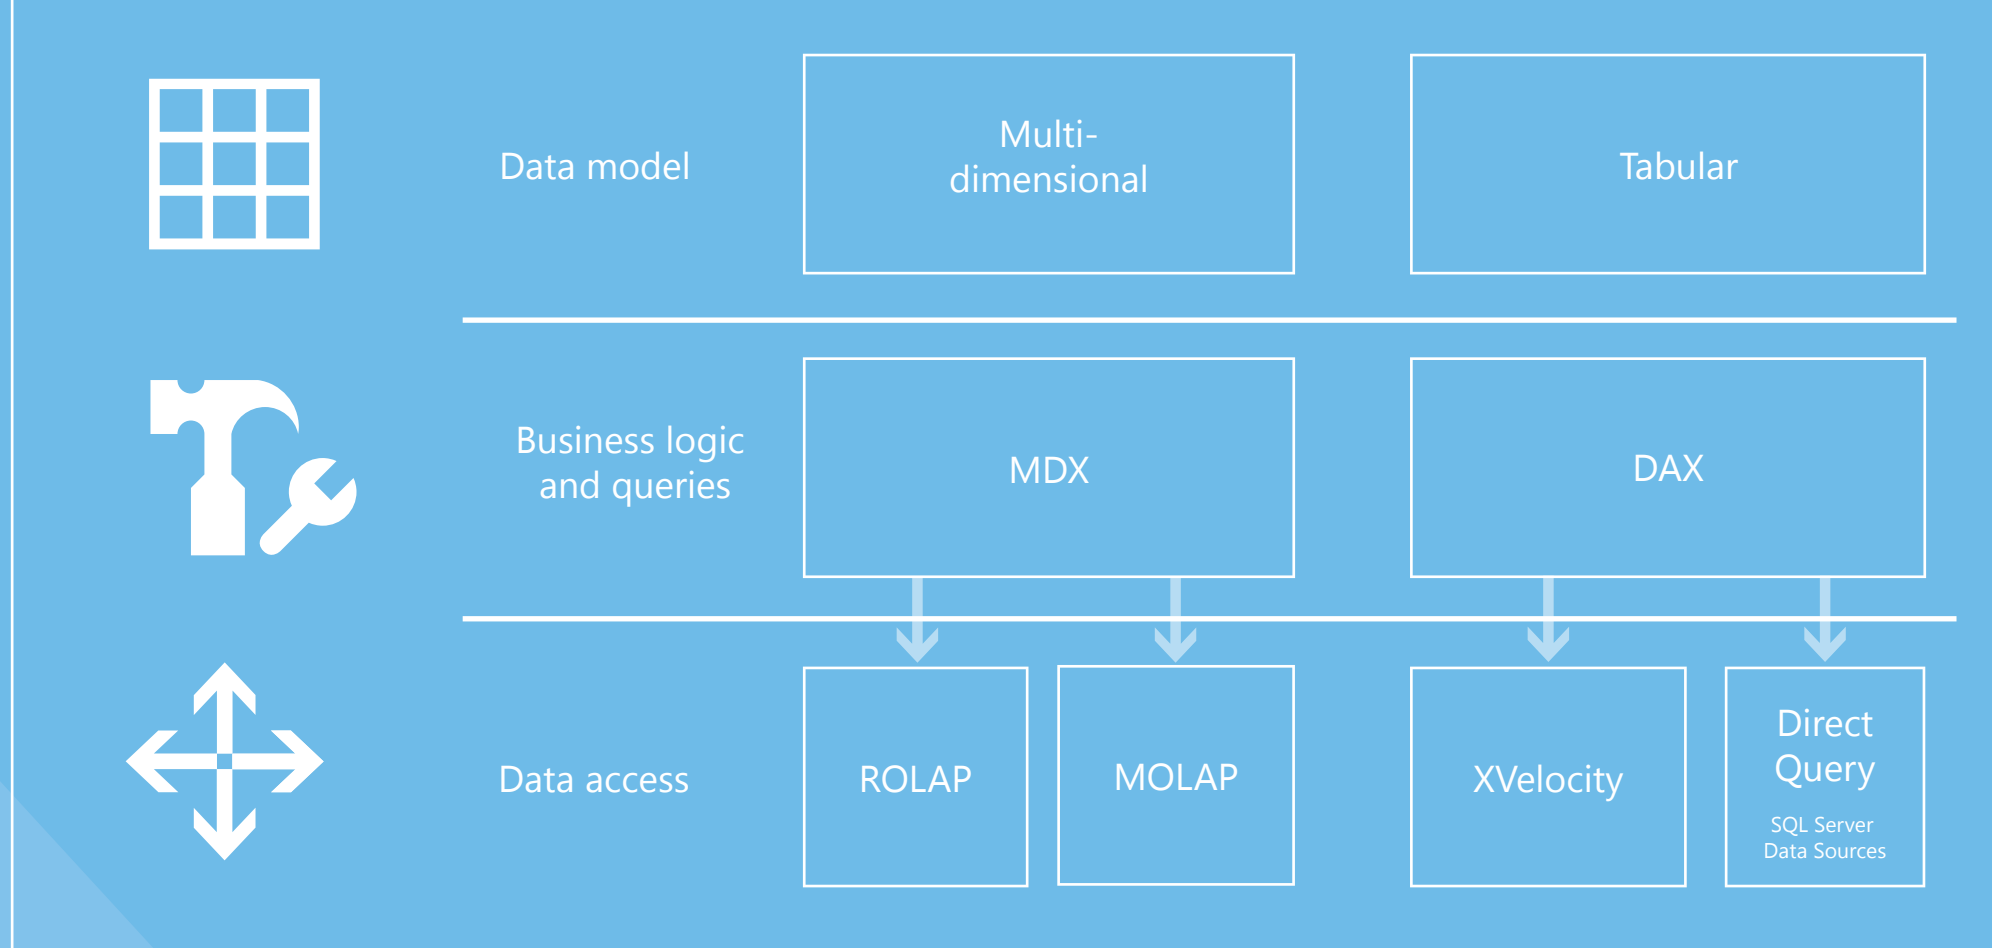 Data model
Multi-
dimensional
Tabular
Business logic
and queries
MDX
DAX
Data access
ROLAP
MOLAP
XVelocity
Direct
Query
SQL Server
Data Sources